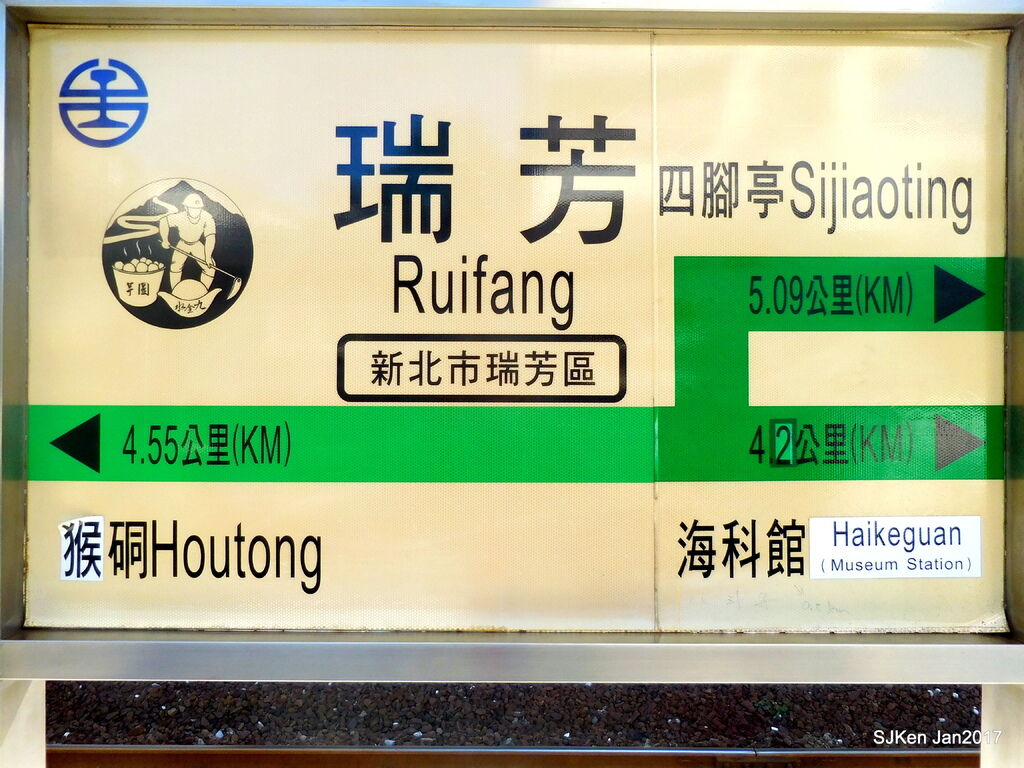 瑞芳
Ruifang
新北市瑞芳區
四腳亭Sijiaoting
5.09公里(KM)
4.55公里(KM)
4.2公里(KM)
猴硐Houtong
海科館 Haikeguan
(Museum Station)
芋圓
水金九
SJKen Jan2017